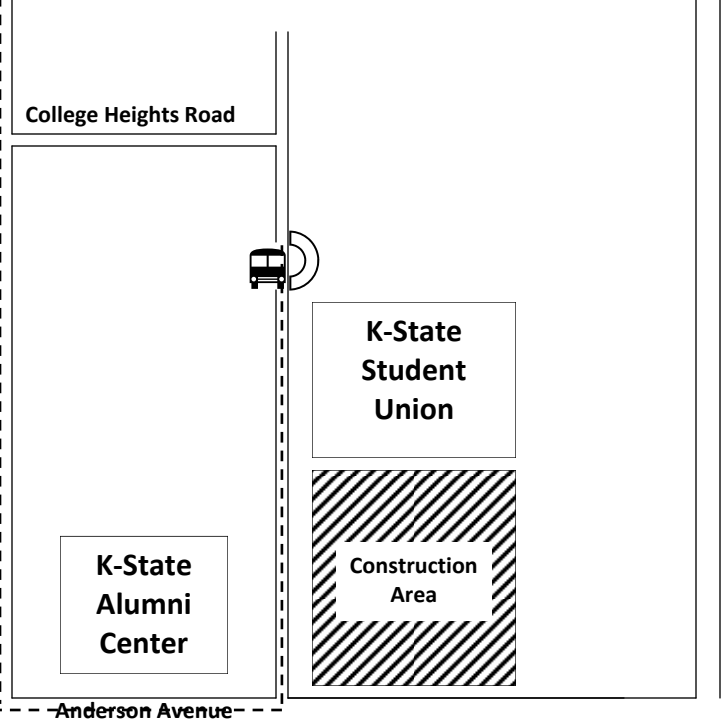 College Heights Road
K-State
Student
Union
Construction
Area
K-State
Alumni
Center
Anderson Avenue